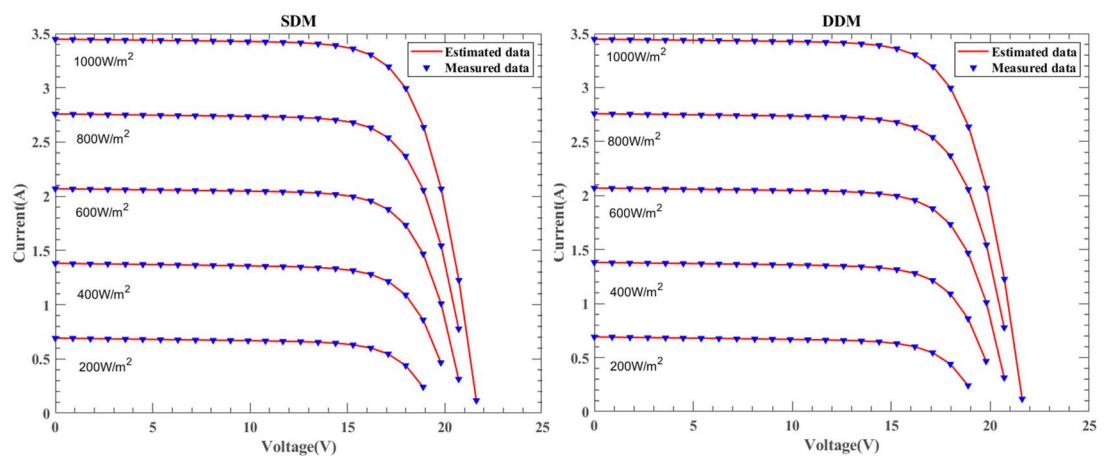 SDM
3.5
3
2.5
2
1.5
1
0.5
0
Current(A)
1000W/m²
800W/m²
600W/m²
400W/m²
200W/m²
Estimated data
Measured data
0 5 10 15 20 25
Voltage(V)
DDM
3.5
3
2.5
2
1.5
1
0.5
0
Current(A)
1000W/m²
800W/m²
600W/m²
400W/m²
200W/m²
Estimated data
Measured data
0 5 10 15 20 25
Voltage(V)